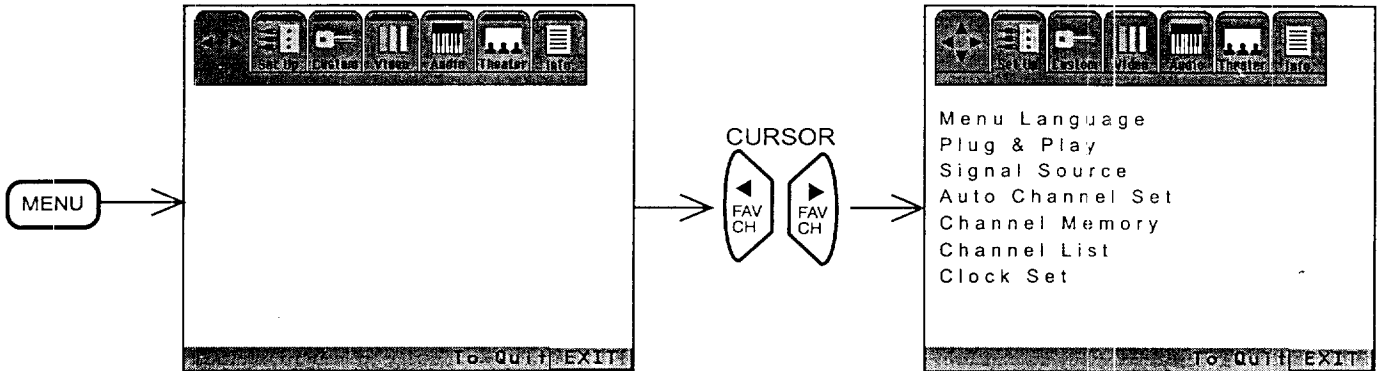 MENU
Set Up Custom Video Audio Theater Info.
To Quit EXIT
CURSOR
FAV CH
FAV CH
Set Up Custom Video Audio Theater Info.
Menu Language
Plug & Play
Signal Source
Auto Channel Set
Channel Memory
Channel List
Clock Set
To Quit EXIT